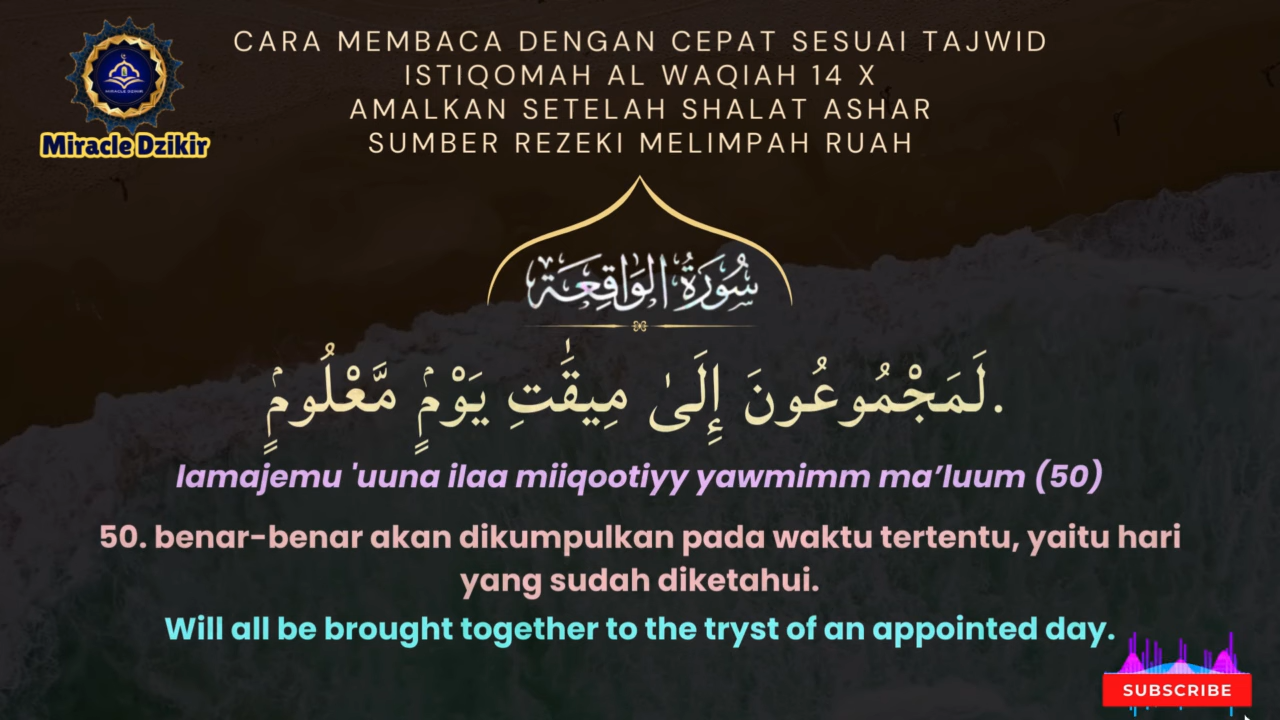 CARA MEMBACA DENGAN CEPAT SESUAI TAJWID
ISTIQOMAH AL WAQIAH 14 X
AMALKAN SETELAH SHALAT ASHAR
SUMBER REZEKI MELIMPAH RUAH
MIRACLE DZIKIR
Miracle Dzikir
سُورَةُ الوَاقِعَة
لَمَجْمُوعُونَ إِلَىٰ مِيقَٰتِ يَوْمٍۢ مَّعْلُومٍۢ.
lamajemu 'uuna ilaa miiqootiyy yawmimm ma’luum (50)
50. benar-benar akan dikumpulkan pada waktu tertentu, yaitu hari
yang sudah diketahui.
Will all be brought together to the tryst of an appointed day.
SUBSCRIBE